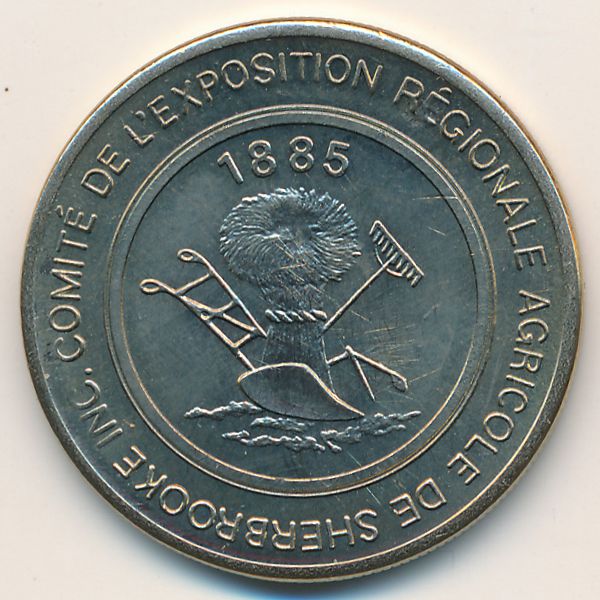 COMITÉ DE L'EXPOSITION RÉGIONALE AGRICOLE DE SHERBROOKE INC.
1885